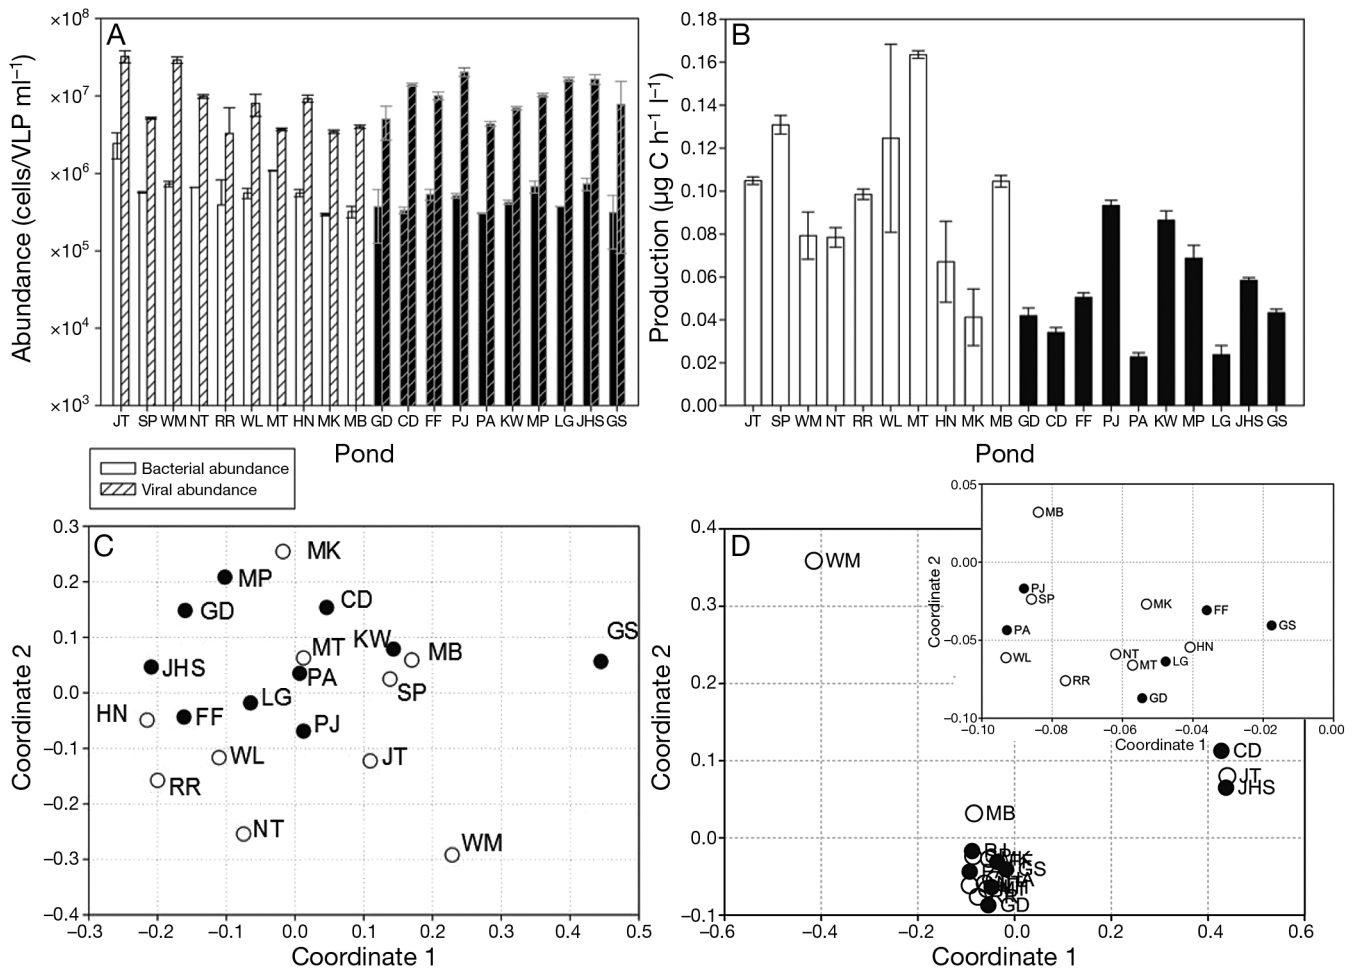 A
Abundance (cells/VLP ml⁻¹)
×10⁸
×10⁷
×10⁶
×10⁵
×10⁴
×10³
JT SP WM NT RR WL MT HN MK MB GD CD FF PJ PA KW MP LG JHS GS
Pond
Bacterial abundance
Viral abundance
B
Production (µg C h⁻¹ l⁻¹)
0.18
0.16
0.14
0.12
0.10
0.08
0.06
0.04
0.02
0.00
JT SP WM NT RR WL MT HN MK MB GD CD FF PJ PA KW MP LG JHS GS
Pond
C
Coordinate 2
0.3
0.2
0.1
0.0
−0.1
−0.2
−0.3
−0.4
MK
MP
CD
GD
GS
KW
MT
MB
JHS
PA
SP
LG
HN
FF
PJ
WL
JT
RR
NT
WM
−0.3 −0.2 −0.1 0.0 0.1 0.2 0.3 0.4 0.5
Coordinate 1
D
Coordinate 2
0.4
0.3
0.2
0.1
0.0
−0.1
WM
CD
JT
JHS
MB
GS
GD
−0.6 −0.4 −0.2 0.0 0.2 0.4 0.6
Coordinate 1
Coordinate 2
0.05
0.00
−0.05
−0.10
MB
PJ
SP
MK
FF
PA
GS
WL
NT
HN
MT
LG
RR
GD
−0.10 −0.08 −0.06 −0.04 −0.02 0.00
Coordinate 1